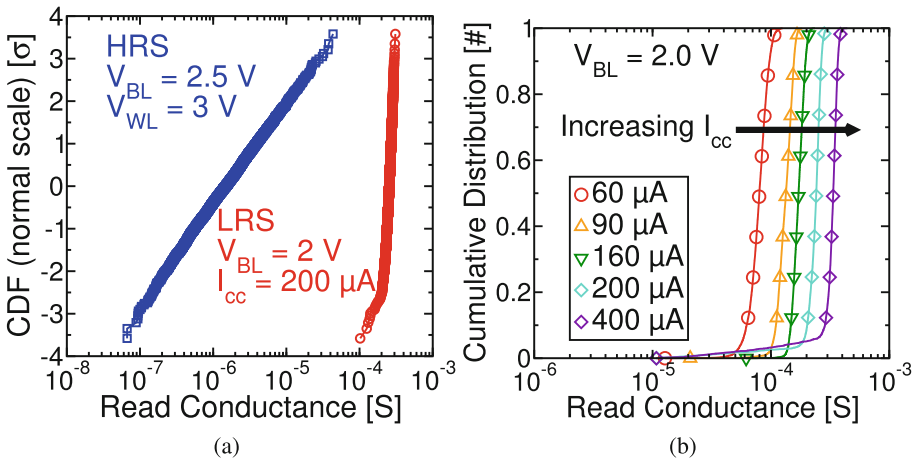 CDF (normal scale) [σ]
4
3
2
1
0
-1
-2
-3
-4
HRS
V_BL = 2.5 V
V_WL = 3 V
LRS
V_BL = 2 V
I_cc = 200 μA
10^-8 10^-7 10^-6 10^-5 10^-4 10^-3
Read Conductance [S]
(a)
Cumulative Distribution [#]
1
0.8
0.6
0.4
0.2
0
V_BL = 2.0 V
Increasing I_cc
60 μA
90 μA
160 μA
200 μA
400 μA
10^-6 10^-5 10^-4 10^-3
Read Conductance [S]
(b)